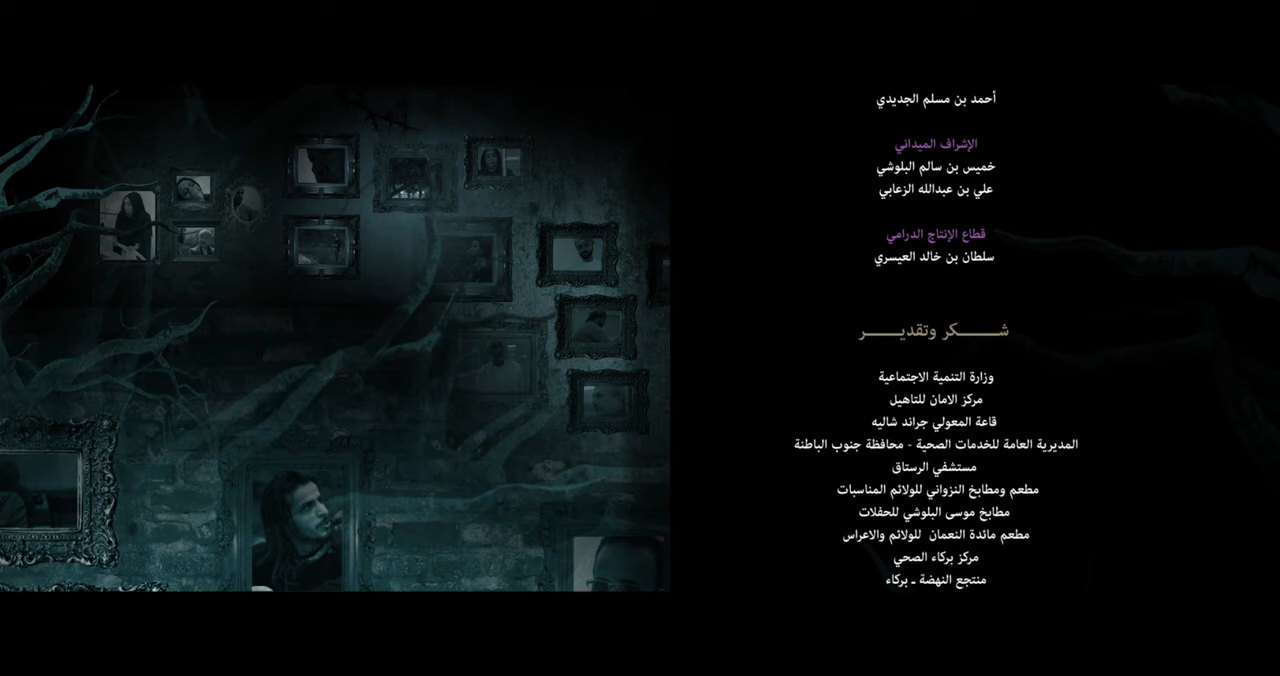 أحمد بن مسلم الجديدي
الإشراف الميداني
خميس بن سالم البلوشي
علي بن عبدالله الزعابي
قطاع الإنتاج الدرامي
سلطان بن خالد العيسري
شـــــكر وتقديـــــر
وزارة التنمية الاجتماعية
مركز الامان للتاهيل
قاعة المعولي جراند شاليه
المديرية العامة للخدمات الصحية - محافظة جنوب الباطنة
مستشفي الرستاق
مطعم ومطابخ النزواني للولائم المناسبات
مطابخ موسى البلوشي للحفلات
مطعم مائدة النعمان للولائم والاعراس
مركز بركاء الصحي
منتجع النهضة ـ بركاء